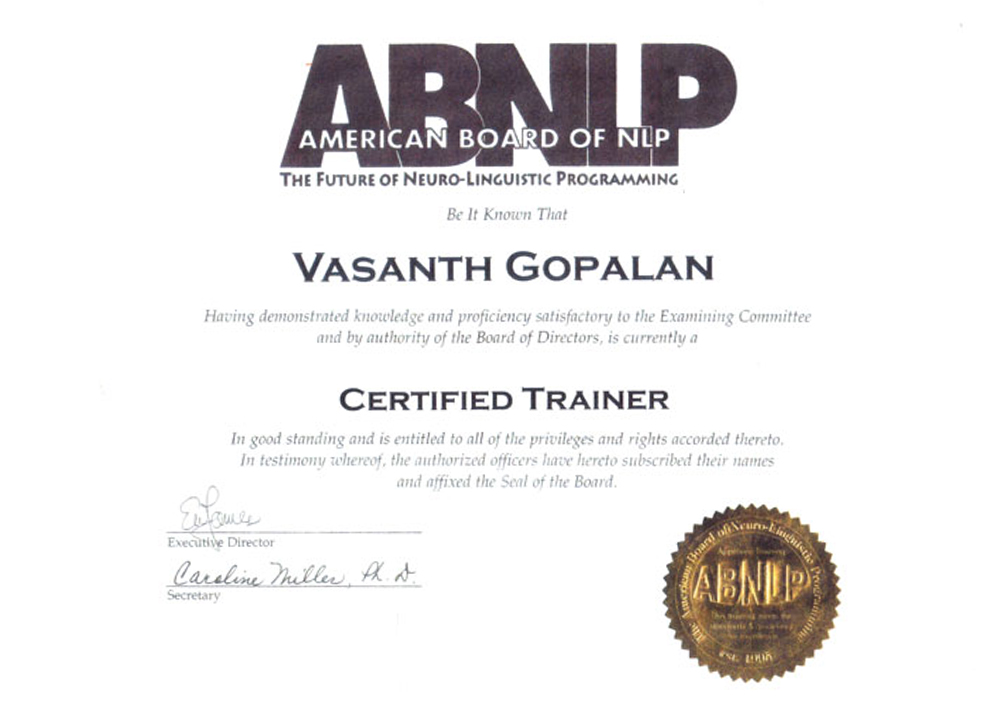 ABNLP
AMERICAN BOARD OF NLP
THE FUTURE OF NEURO-LINGUISTIC PROGRAMMING
Be It Known That
VASANTH GOPALAN
Having demonstrated knowledge and proficiency satisfactory to the Examining Committee
and by authority of the Board of Directors, is currently a
CERTIFIED TRAINER
In good standing and is entitled to all of the privileges and rights accorded thereto.
In testimony whereof, the authorized officers have hereto subscribed their names
and affixed the Seal of the Board.
Executive Director
Caroline Miller, Ph. D.
Secretary
The American Board of Neuro-Linguistic Programming
ABNLP